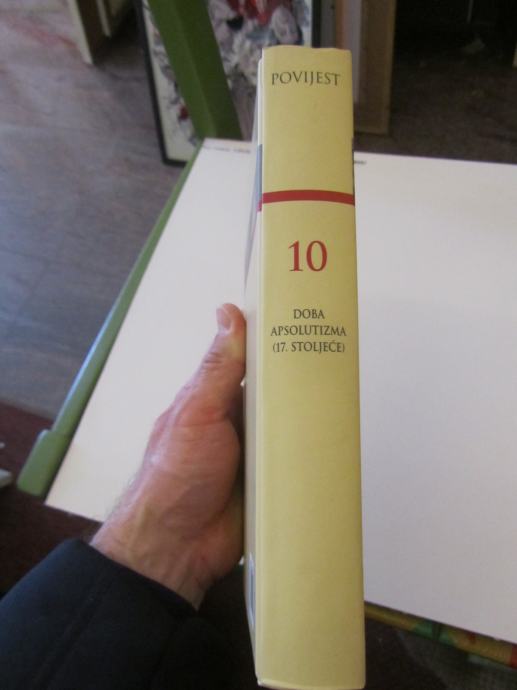 POVIJEST
10
DOBA
APSOLUTIZMA
(17. STOLJEĆE)